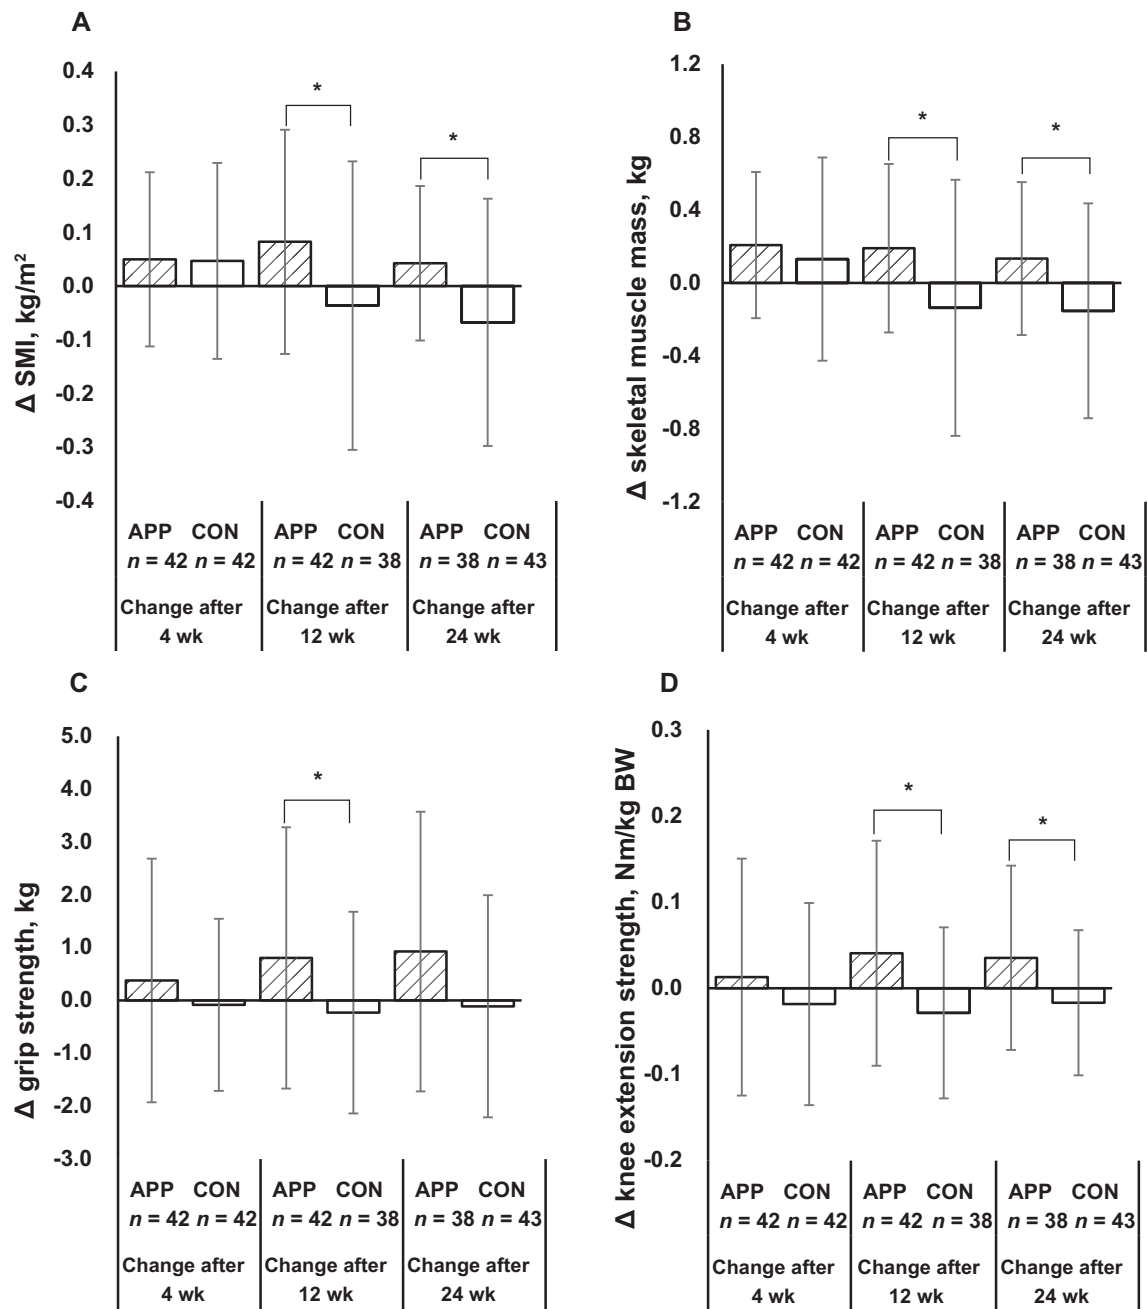 A
Δ SMI, kg/m²
0.4
0.3
0.2
0.1
0.0
-0.1
-0.2
-0.3
-0.4
*
*
APP CON APP CON APP CON
n = 42 n = 42 n = 42 n = 38 n = 38 n = 43
Change after Change after Change after
4 wk 12 wk 24 wk
B
Δ skeletal muscle mass, kg
1.2
0.8
0.4
0.0
-0.4
-0.8
-1.2
*
*
APP CON APP CON APP CON
n = 42 n = 42 n = 42 n = 38 n = 38 n = 43
Change after Change after Change after
4 wk 12 wk 24 wk
C
Δ grip strength, kg
5.0
4.0
3.0
2.0
1.0
0.0
-1.0
-2.0
-3.0
*
APP CON APP CON APP CON
n = 42 n = 42 n = 42 n = 38 n = 38 n = 43
Change after Change after Change after
4 wk 12 wk 24 wk
D
Δ knee extension strength, Nm/kg BW
0.3
0.2
0.1
0.0
-0.1
-0.2
*
*
APP CON APP CON APP CON
n = 42 n = 42 n = 42 n = 38 n = 38 n = 43
Change after Change after Change after
4 wk 12 wk 24 wk